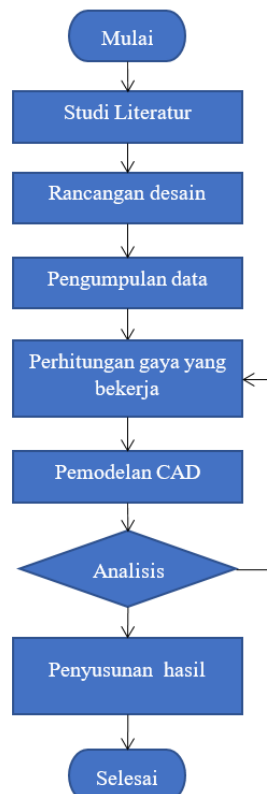 Mulai
Studi Literatur
Rancangan desain
Pengumpulan data
Perhitungan gaya yang
bekerja
Pemodelan CAD
Analisis
Penyusunan hasil
Selesai